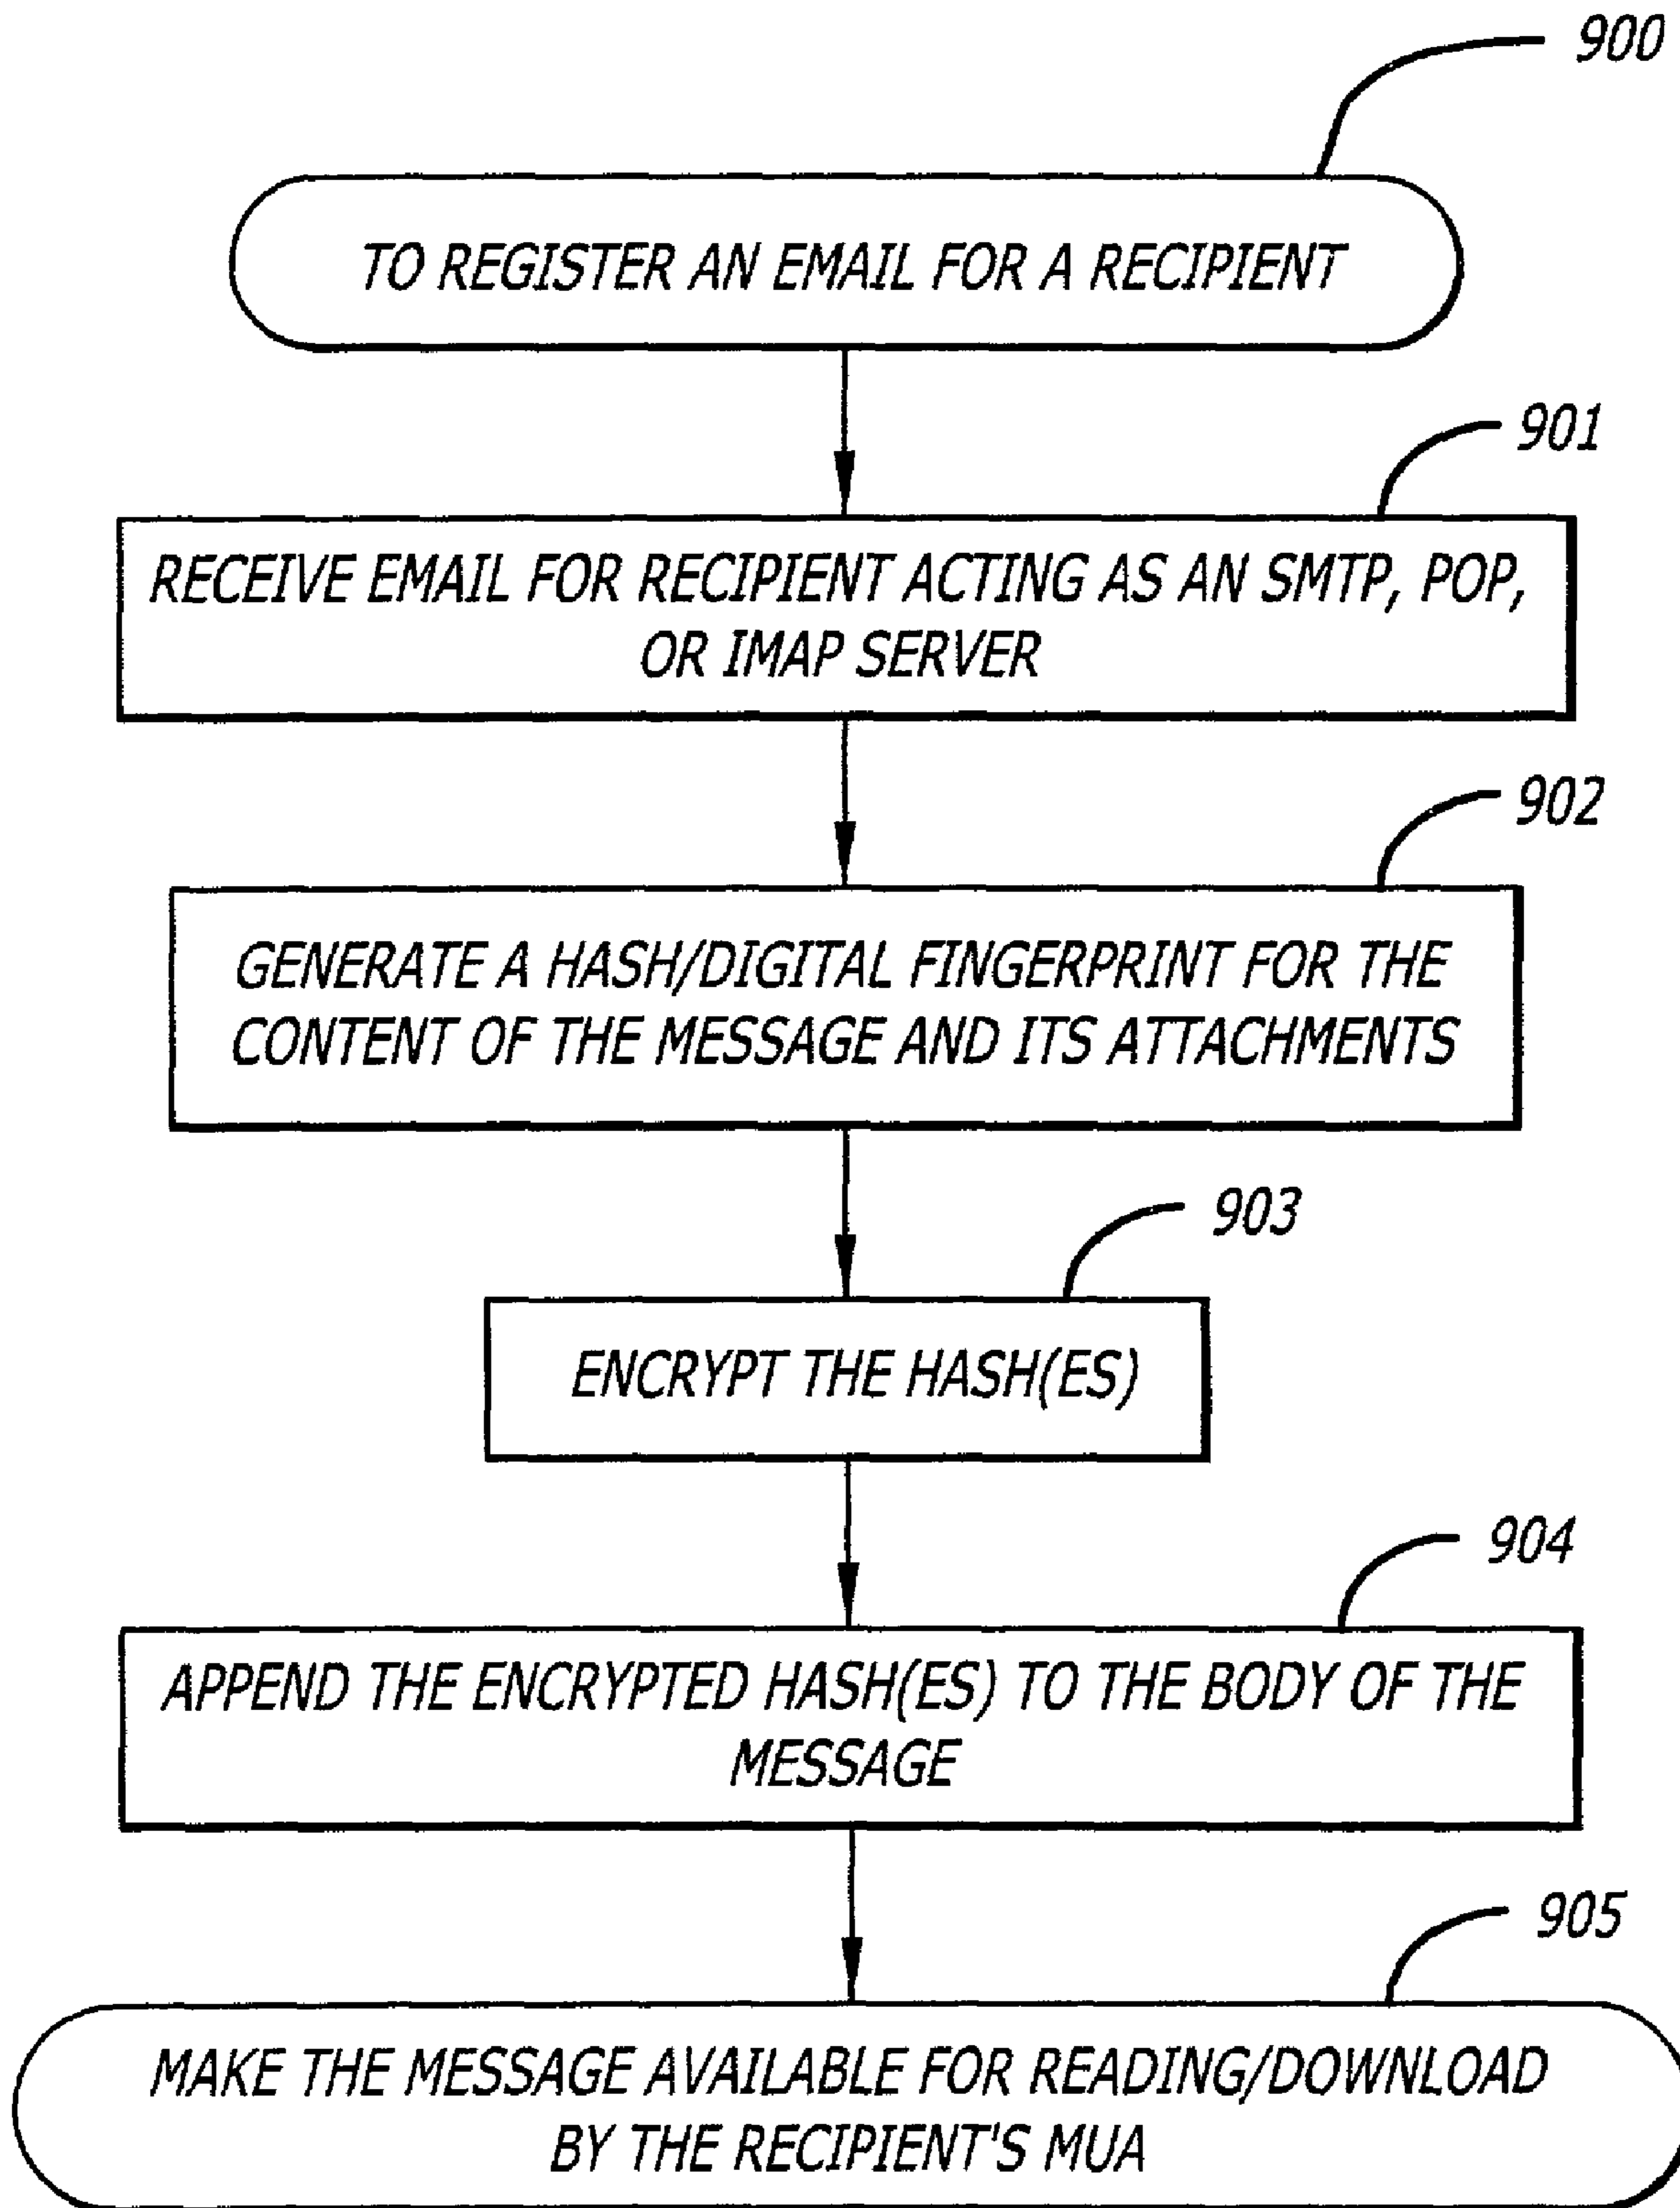 900
TO REGISTER AN EMAIL FOR A RECIPIENT
901
RECEIVE EMAIL FOR RECIPIENT ACTING AS AN SMTP, POP,
OR IMAP SERVER
902
GENERATE A HASH/DIGITAL FINGERPRINT FOR THE
CONTENT OF THE MESSAGE AND ITS ATTACHMENTS
903
ENCRYPT THE HASH(ES)
904
APPEND THE ENCRYPTED HASH(ES) TO THE BODY OF THE
MESSAGE
905
MAKE THE MESSAGE AVAILABLE FOR READING/DOWNLOAD
BY THE RECIPIENT'S MUA